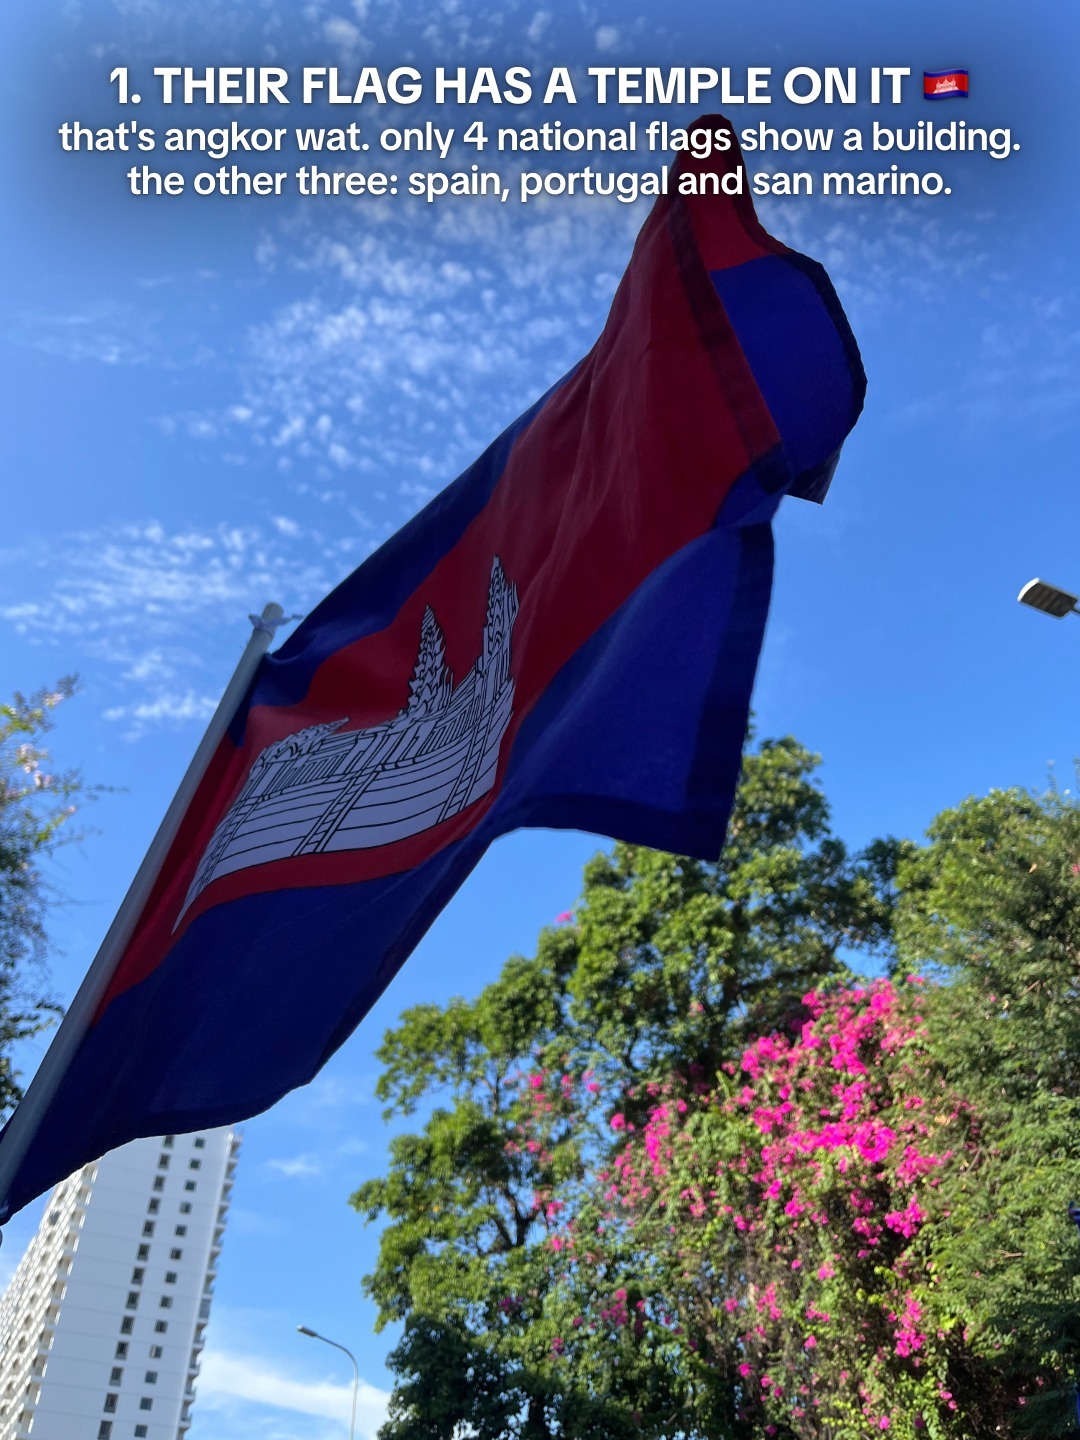 1. THEIR FLAG HAS A TEMPLE ON IT 🇰🇭
that's angkor wat. only 4 national flags show a building.
the other three: spain, portugal and san marino.